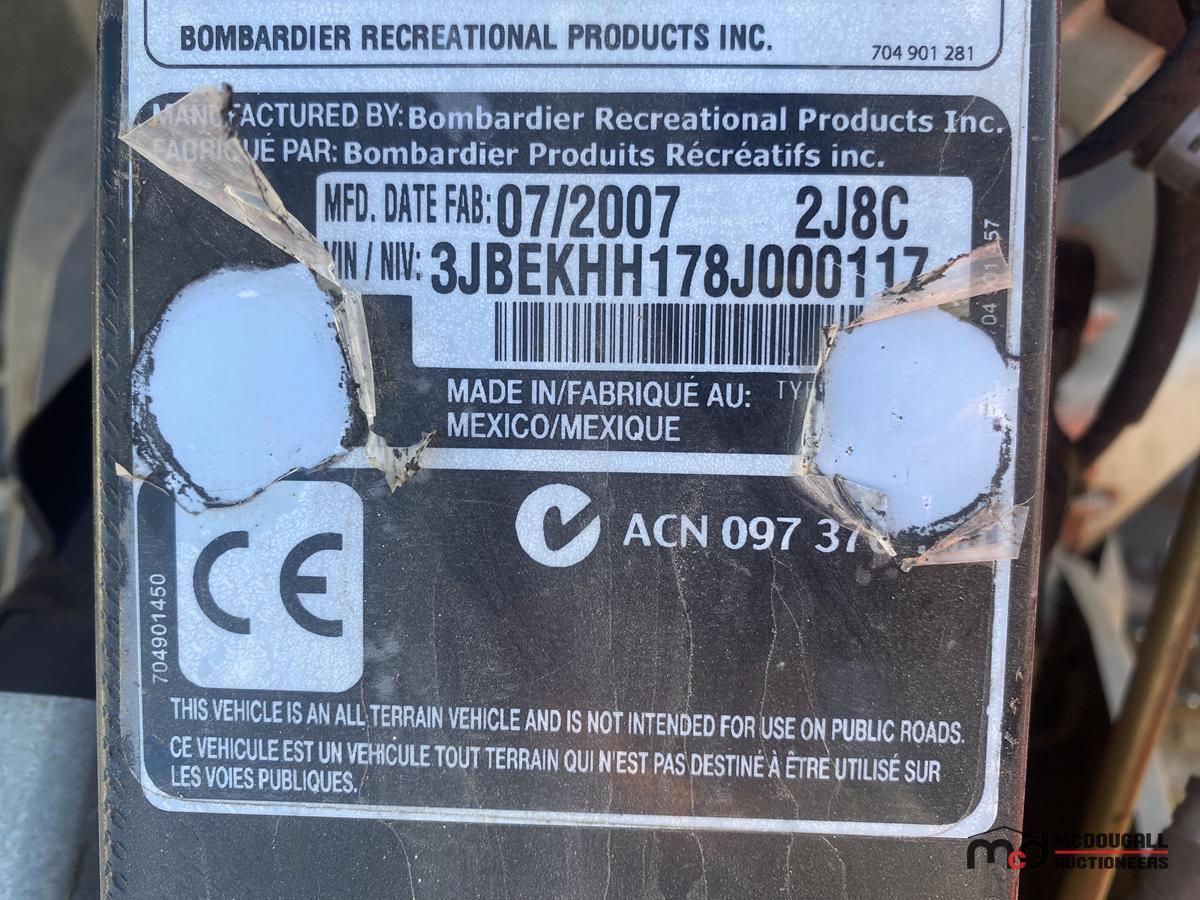 BOMBARDIER RECREATIONAL PRODUCTS INC.
704 901 281
MANUFACTURED BY: Bombardier Recreational Products Inc.
FABRIQUÉ PAR: Bombardier Produits Récréatifs inc.
MFD. DATE FAB: 07/2007 2J8C
VIN / NIV: 3JBEKHH178J000117
MADE IN/FABRIQUÉ AU:
MEXICO/MEXIQUE
CE
ACN 097 37
704901450
THIS VEHICLE IS AN ALL TERRAIN VEHICLE AND IS NOT INTENDED FOR USE ON PUBLIC ROADS.
CE VEHICULE EST UN VEHICULE TOUT TERRAIN QUI N'EST PAS DESTINÉ À ÊTRE UTILISÉ SUR
LES VOIES PUBLIQUES.
mcd MCDOUGALL
AUCTIONEERS